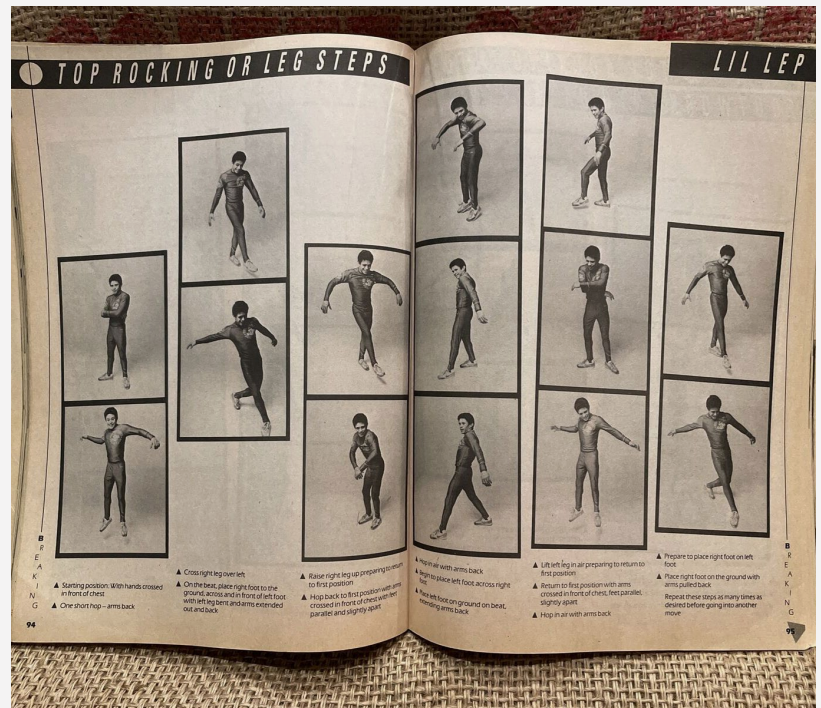 TOP ROCKING OR LEG STEPS
LIL LEP
▲ Starting position: With hands crossed
in front of chest
▲ One short hop – arms back
▲ Cross right leg over left
▲ On the beat, place right foot to the
ground, across and in front of left foot
with left leg bent and arms extended
out and back
▲ Raise right leg up preparing to return
to first position
▲ Hop back to first position with arms
crossed in front of chest with feet
parallel and slightly apart
▲ Hop in air with arms back
▲ Begin to place left foot across right
foot
▲ Place left foot on ground on beat,
extending arms back
▲ Lift left leg in air preparing to return to
first position
▲ Return to first position with arms
crossed in front of chest, feet parallel,
slightly apart
▲ Hop in air with arms back
▲ Prepare to place right foot on left
foot
▲ Place right foot on the ground with
arms pulled back
Repeat these steps as many times as
desired before going into another
move
BREAKING
94
BREAKING
95